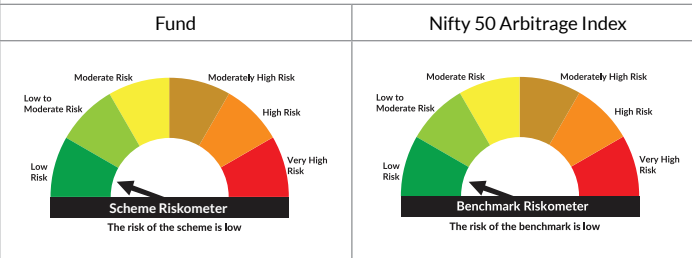 Fund
Nifty 50 Arbitrage Index
Moderate Risk
Moderately High Risk
Low to
Moderate Risk
High Risk
Low
Risk
Very High
Risk
Scheme Riskometer
The risk of the scheme is low
Moderate Risk
Moderately High Risk
Low to
Moderate Risk
High Risk
Low
Risk
Very High
Risk
Benchmark Riskometer
The risk of the benchmark is low